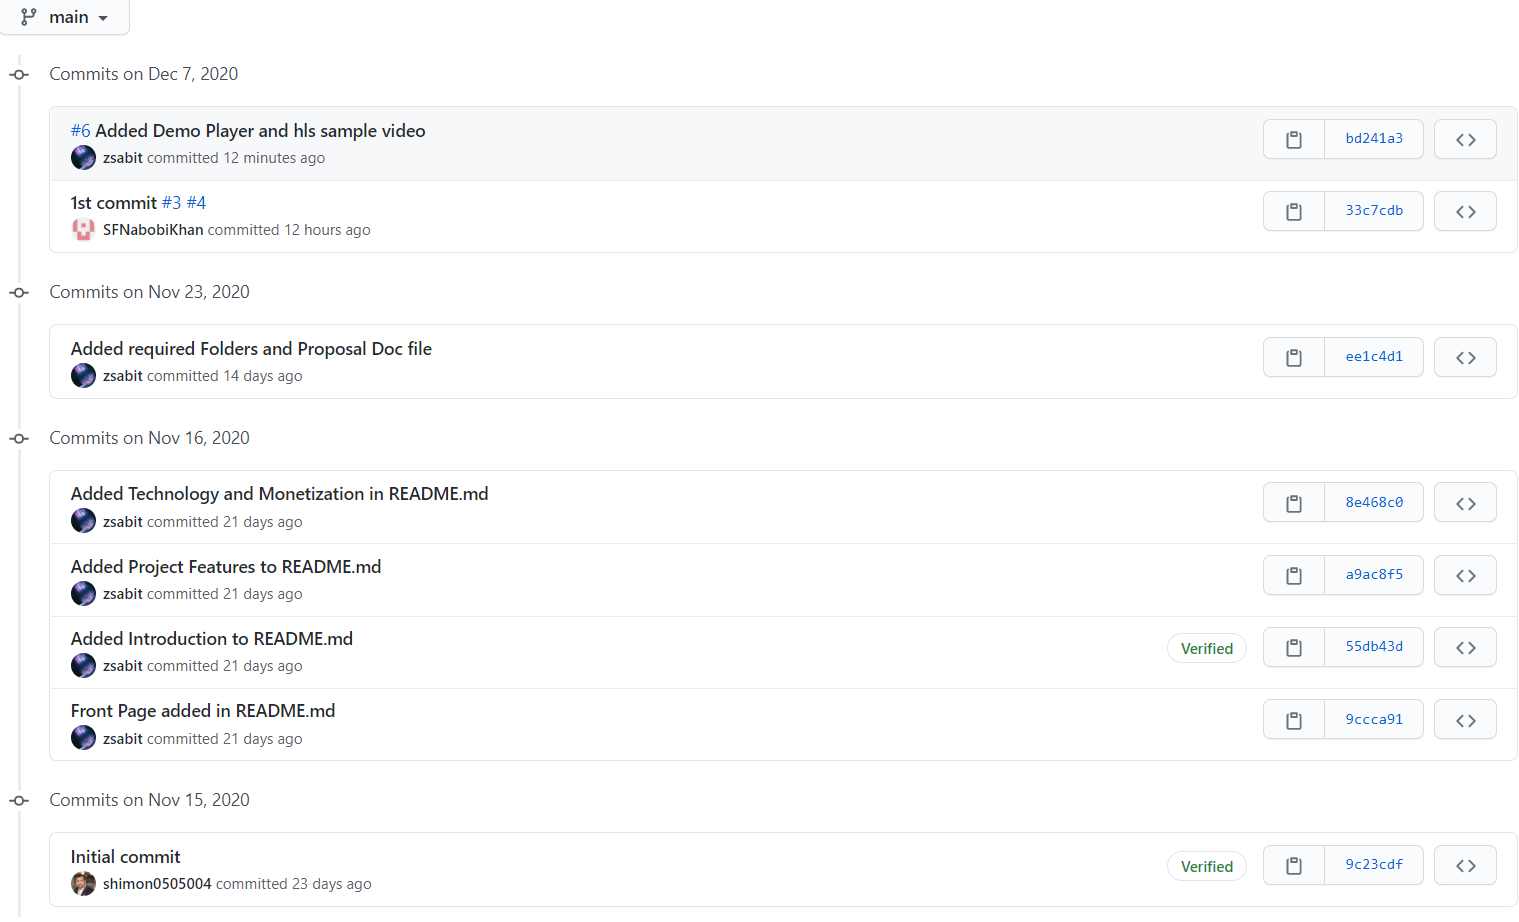 main
Commits on Dec 7, 2020
#6 Added Demo Player and hls sample video
bd241a3
zsabit committed 12 minutes ago
1st commit #3 #4
33c7cdb
SFNabobiKhan committed 12 hours ago
Commits on Nov 23, 2020
Added required Folders and Proposal Doc file
ee1c4d1
zsabit committed 14 days ago
Commits on Nov 16, 2020
Added Technology and Monetization in README.md
8e468c0
zsabit committed 21 days ago
Added Project Features to README.md
a9ac8f5
zsabit committed 21 days ago
Added Introduction to README.md
Verified
55db43d
zsabit committed 21 days ago
Front Page added in README.md
9ccca91
zsabit committed 21 days ago
Commits on Nov 15, 2020
Initial commit
Verified
9c23cdf
shimon0505004 committed 23 days ago